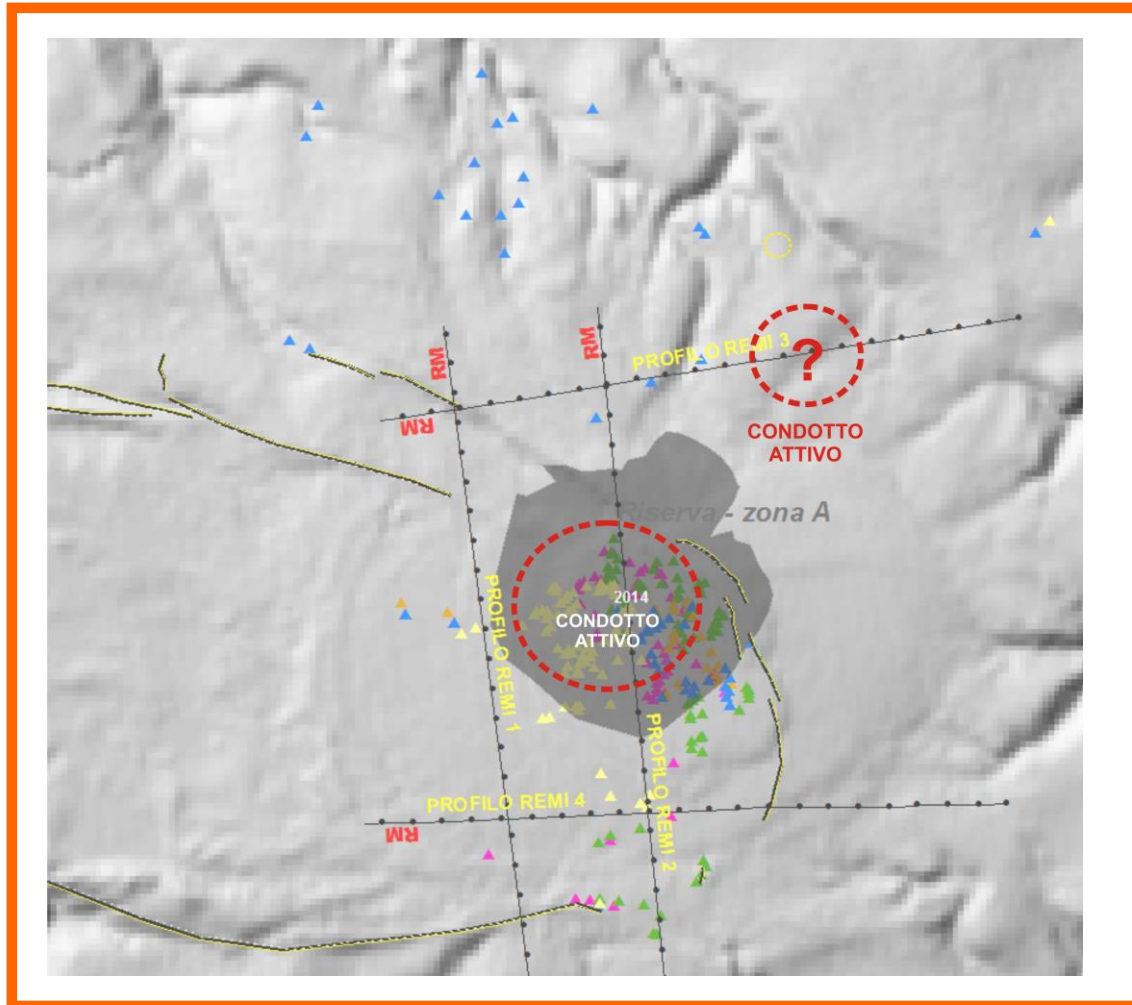 RM
RM
PROFILO REMI 3
?
RM
CONDOTTO
ATTIVO
Riserva - zona A
2014
CONDOTTO
ATTIVO
PROFILO REMI 1
PROFILO REMI 2
PROFILO REMI 4
RM